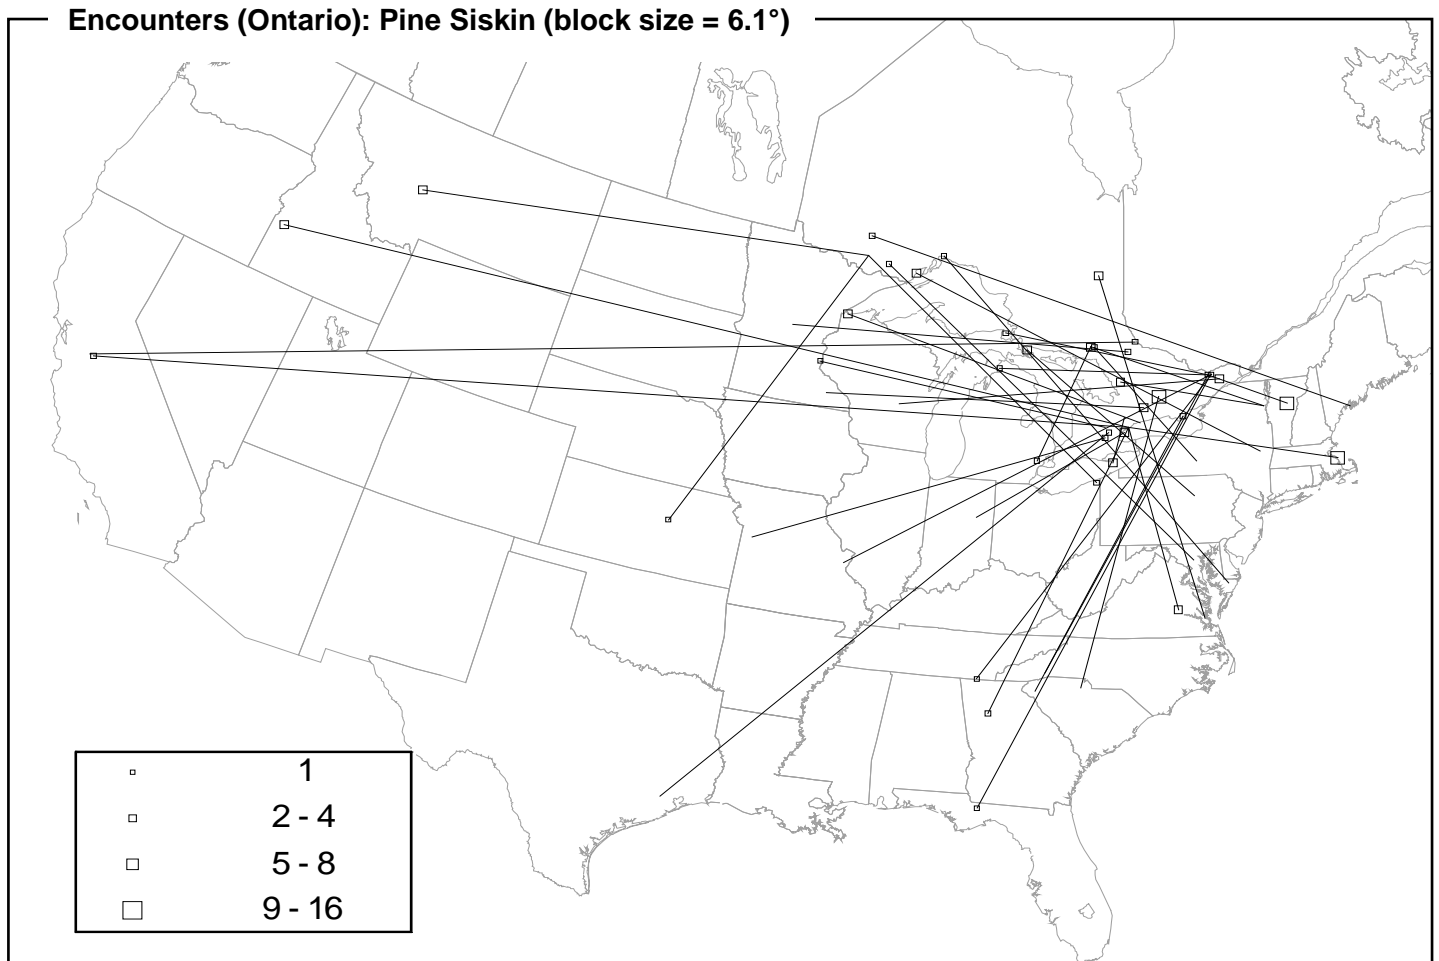 Encounters (Ontario): Pine Siskin (block size = 6.1°)
1
2 - 4
5 - 8
9 - 16